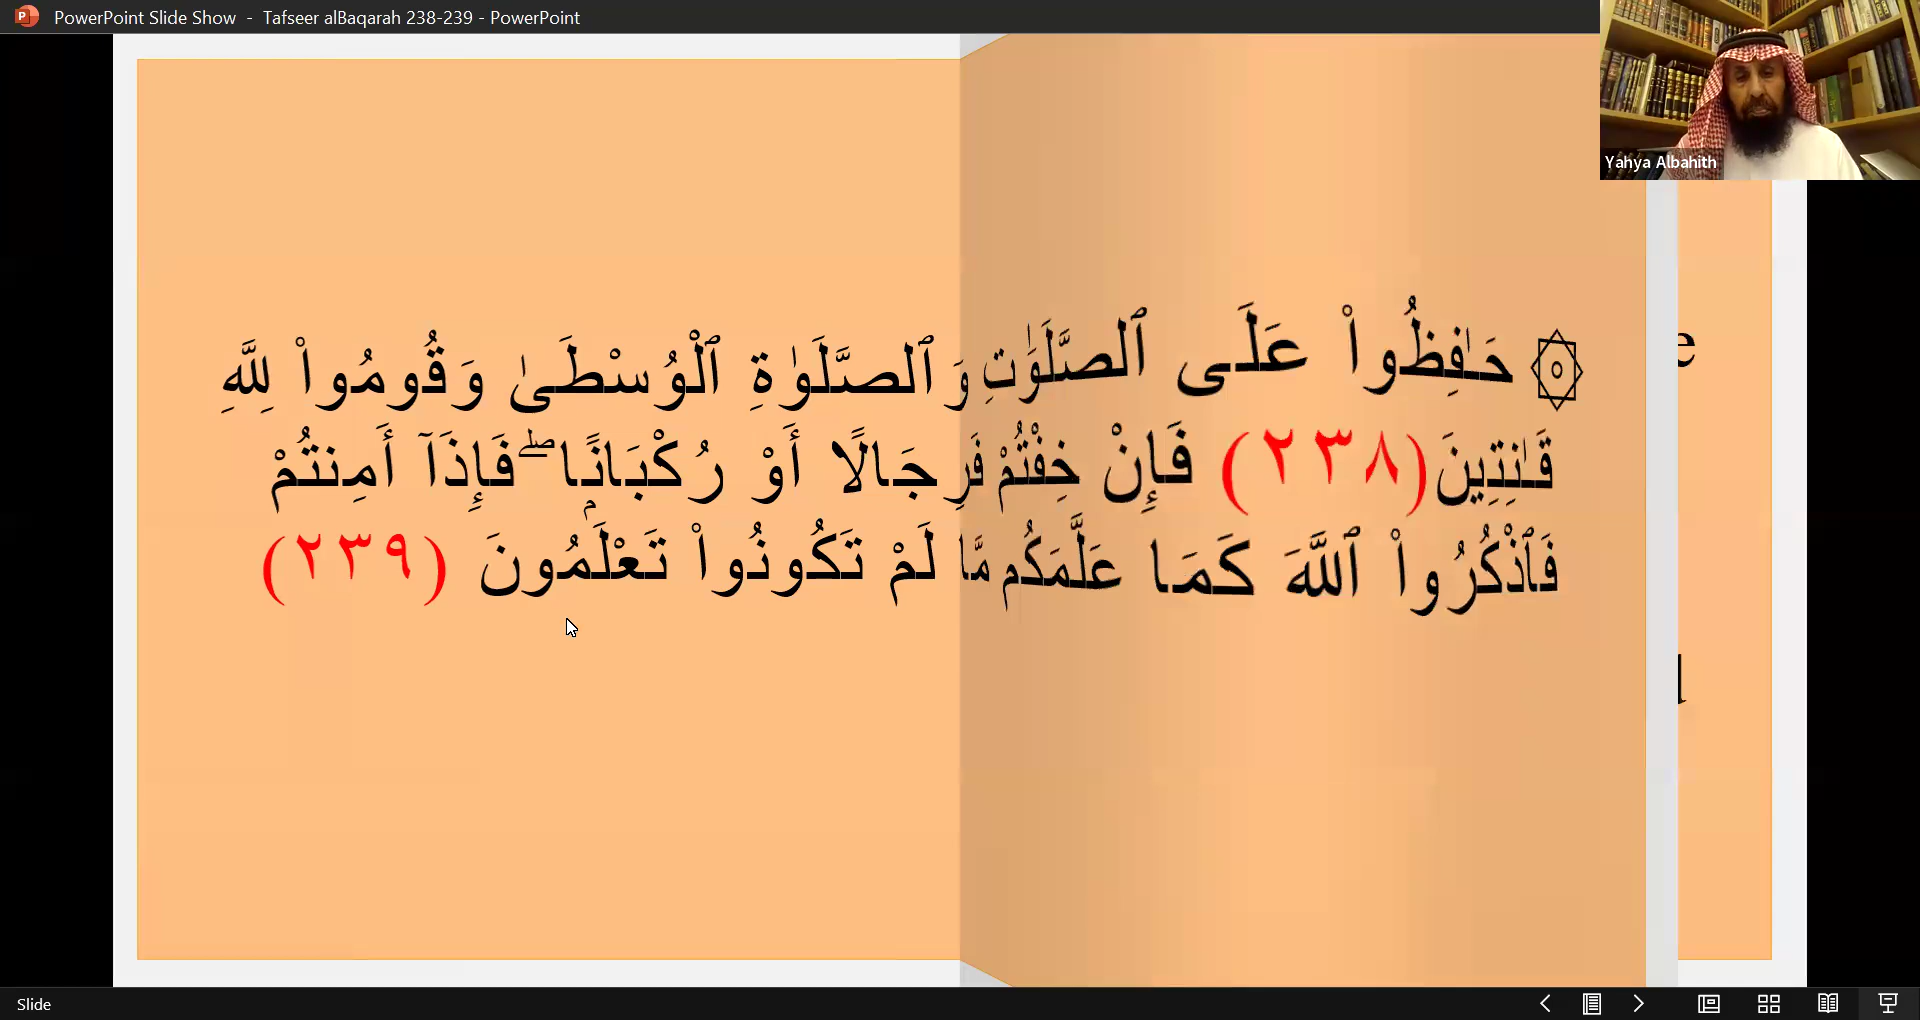 PowerPoint Slide Show - Tafseer alBaqarah 238-239 - PowerPoint
Yahya Albahith
۞ حَـٰفِظُوا۟ عَلَى ٱلصَّلَوَٰتِ وَٱلصَّلَوٰةِ ٱلْوُسْطَىٰ وَقُومُوا۟ لِلَّهِ
قَـٰنِتِينَ (٢٣٨) فَإِنْ خِفْتُمْ فَرِجَالًا أَوْ رُكْبَانًۭا ۖ فَإِذَآ أَمِنتُمْ
فَٱذْكُرُوا۟ ٱللَّهَ كَمَا عَلَّمَكُم مَّا لَمْ تَكُونُوا۟ تَعْلَمُونَ (٢٣٩)
Slide